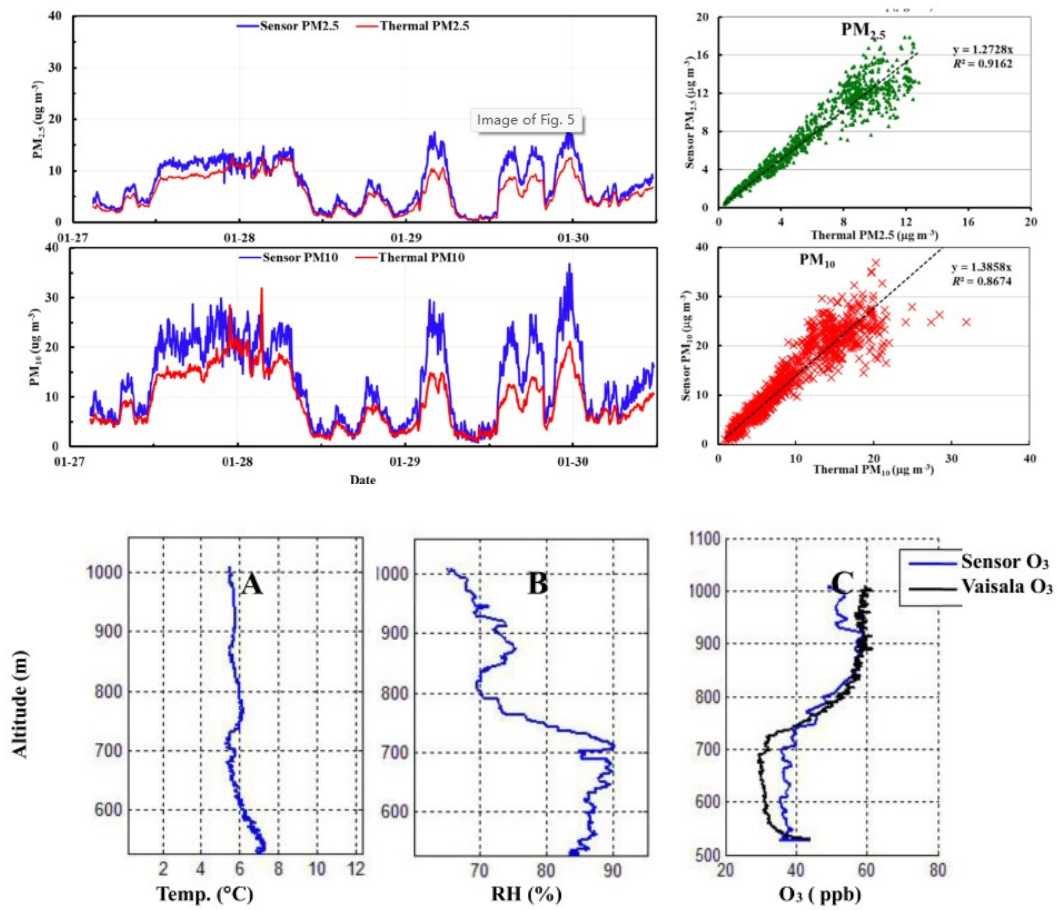 Sensor PM2.5 Thermal PM2.5
PM2.5 (ug m-3)
40
30
20
10
0
Image of Fig. 5
01-27 01-28 01-29 01-30
PM2.5
y = 1.2728x
R² = 0.9162
Sensor PM2.5 (µg m-3)
20
16
12
8
4
0
0 4 8 12 16 20
Thermal PM2.5 (µg m-3)
Sensor PM10 Thermal PM10
PM10 (ug m-3)
40
30
20
10
0
01-27 01-28 01-29 01-30
Date
PM10
y = 1.3858x
R² = 0.8674
Sensor PM10 (µg m-3)
40
30
20
10
0
0 10 20 30 40
Thermal PM10 (µg m-3)
Altitude (m)
A
1000
900
800
700
600
2 4 6 8 10 12
Temp. (°C)
B
1000
900
800
700
600
70 80 90
RH (%)
C
Sensor O3
Vaisala O3
1100
1000
900
800
700
600
500
20 40 60 80
O3 ( ppb)